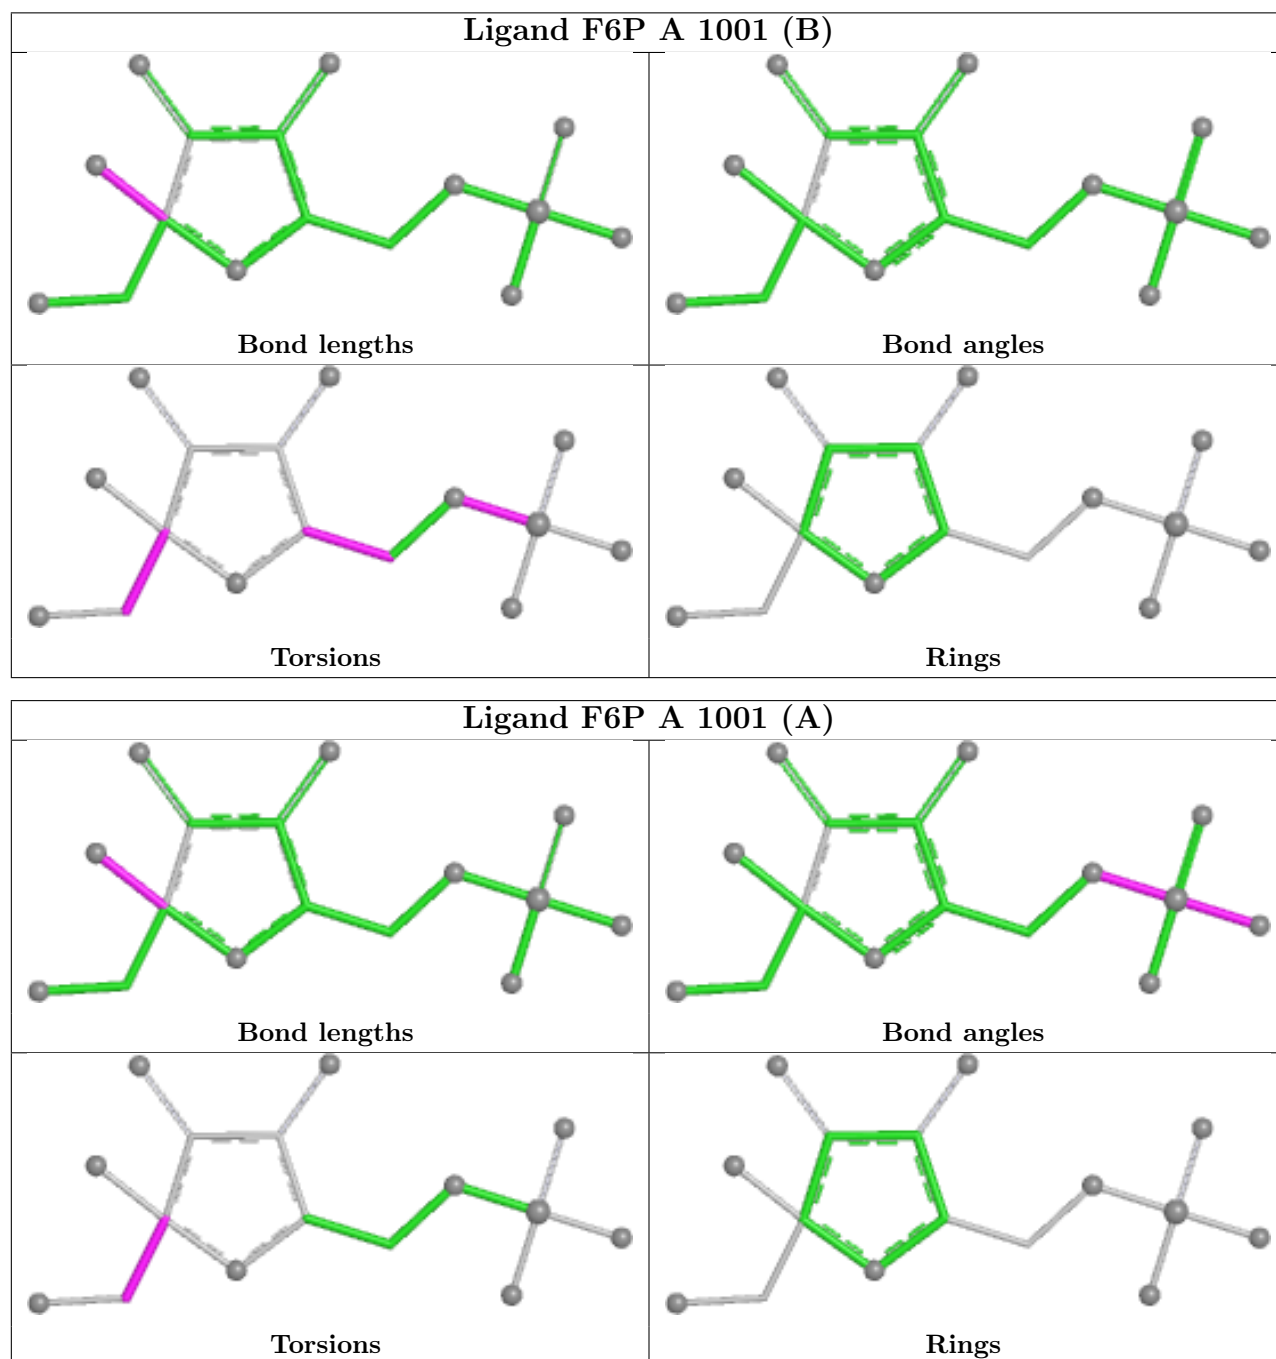 Ligand F6P A 1001 (B)
Bond lengths
Bond angles
Torsions
Rings
Ligand F6P A 1001 (A)
Bond lengths
Bond angles
Torsions
Rings